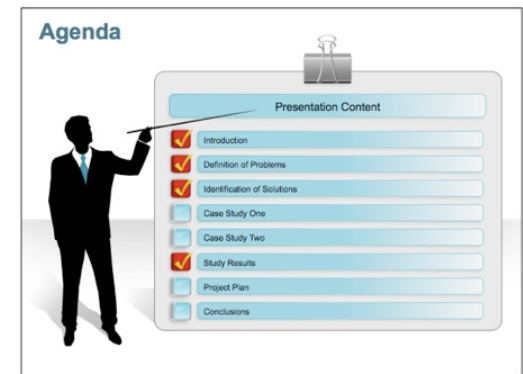 Agenda
Presentation Content
Introduction
Definition of Problems
Identification of Solutions
Case Study One
Case Study Two
Study Results
Project Plan
Conclusions